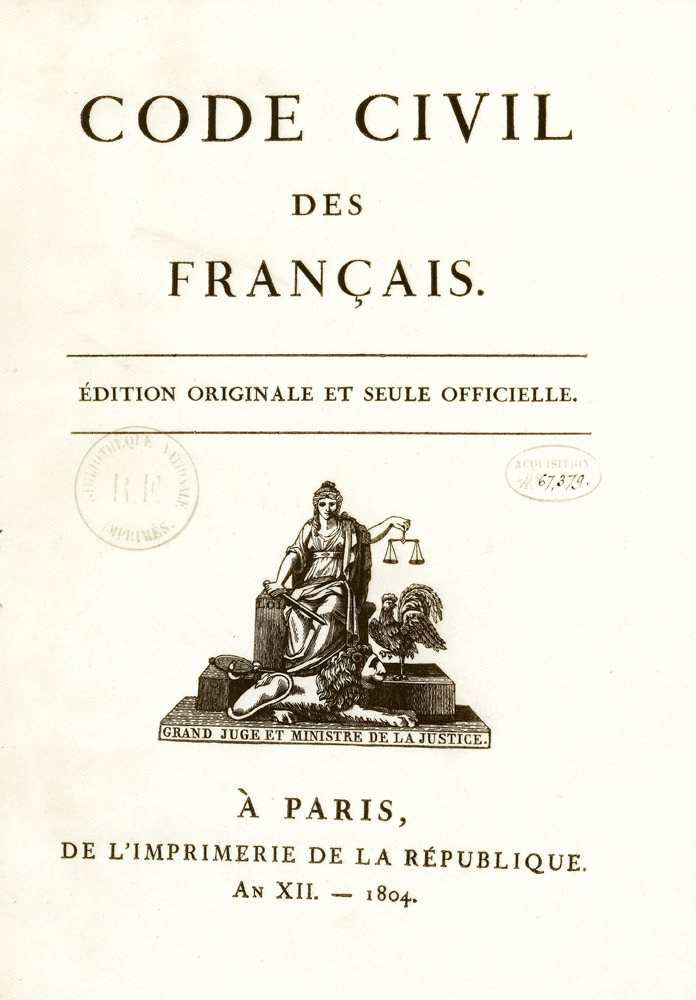 CODE CIVIL
DES
FRANÇAIS.
ÉDITION ORIGINALE ET SEULE OFFICIELLE.
BIBLIOTHÈQUE NATIONALE
R F
IMPRIMÉS.
ACQUISITION
N° 67,379.
LOI
GRAND JUGE ET MINISTRE DE LA JUSTICE.
À PARIS,
DE L'IMPRIMERIE DE LA RÉPUBLIQUE.
AN XII. — 1804.